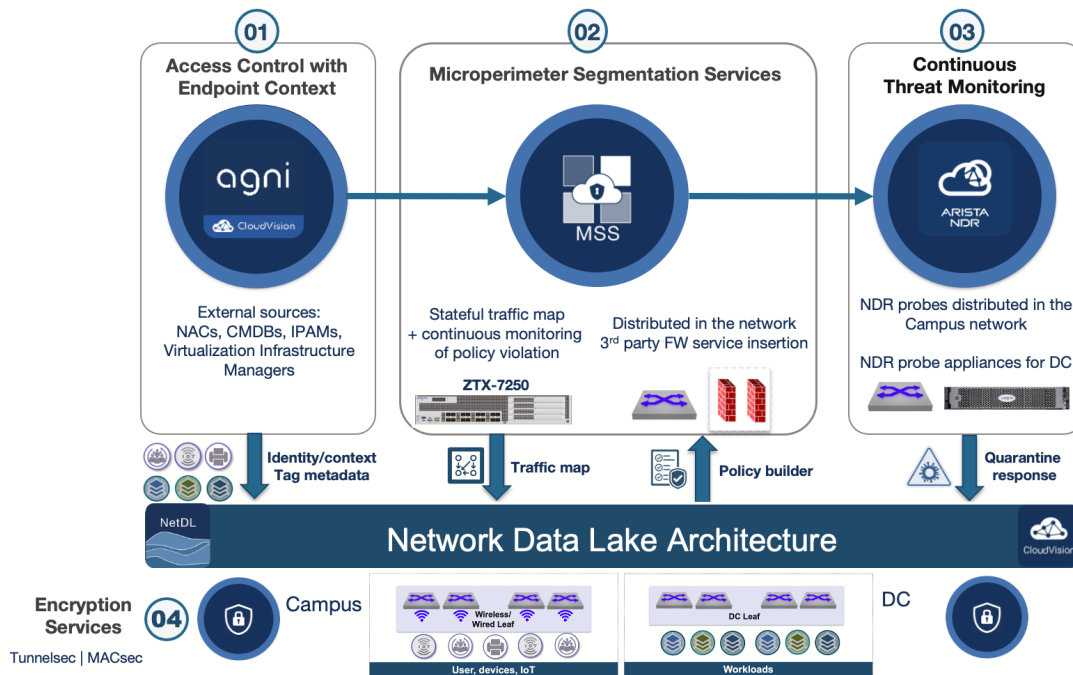 01
Access Control with
Endpoint Context
agni
CloudVision
External sources:
NACs, CMDBs, IPAMs,
Virtualization Infrastructure
Managers
02
Microperimeter Segmentation Services
MSS
Stateful traffic map
+ continuous monitoring
of policy violation
ZTX-7250
Distributed in the network
3rd party FW service insertion
03
Continuous
Threat Monitoring
ARISTA
NDR
NDR probes distributed in the
Campus network
NDR probe appliances for DC
Identity/context
Tag metadata
Traffic map
Policy builder
Quarantine
response
NetDL
Network Data Lake Architecture
CloudVision
Encryption
Services
04
Tunnelsec | MACsec
Campus
Wireless/
Wired Leaf
User, devices, IoT
DC Leaf
Workloads
DC